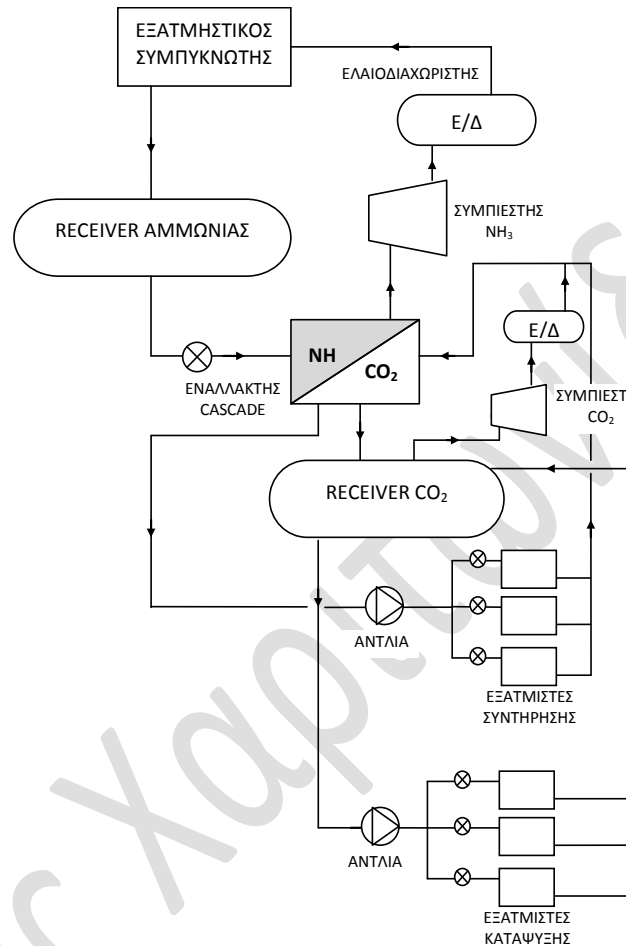 ΕΞΑΤΜΗΣΤΙΚΟΣ
ΣΥΜΠΥΚΝΩΤΗΣ
ΕΛΑΙΟΔΙΑΧΩΡΙΣΤΗΣ
Ε/Δ
RECEIVER ΑΜΜΩΝΙΑΣ
ΣΥΜΠΙΕΣΤΗΣ
NH₃
Ε/Δ
NH
CO₂
ΕΝΑΛΛΑΚΤΗΣ
CASCADE
ΣΥΜΠΙΕΣΤ
CO₂
RECEIVER CO₂
ΑΝΤΛΙΑ
ΕΞΑΤΜΙΣΤΕΣ
ΣΥΝΤΗΡΗΣΗΣ
ΑΝΤΛΙΑ
ΕΞΑΤΜΙΣΤΕΣ
ΚΑΤΑΨΥΞΗΣ